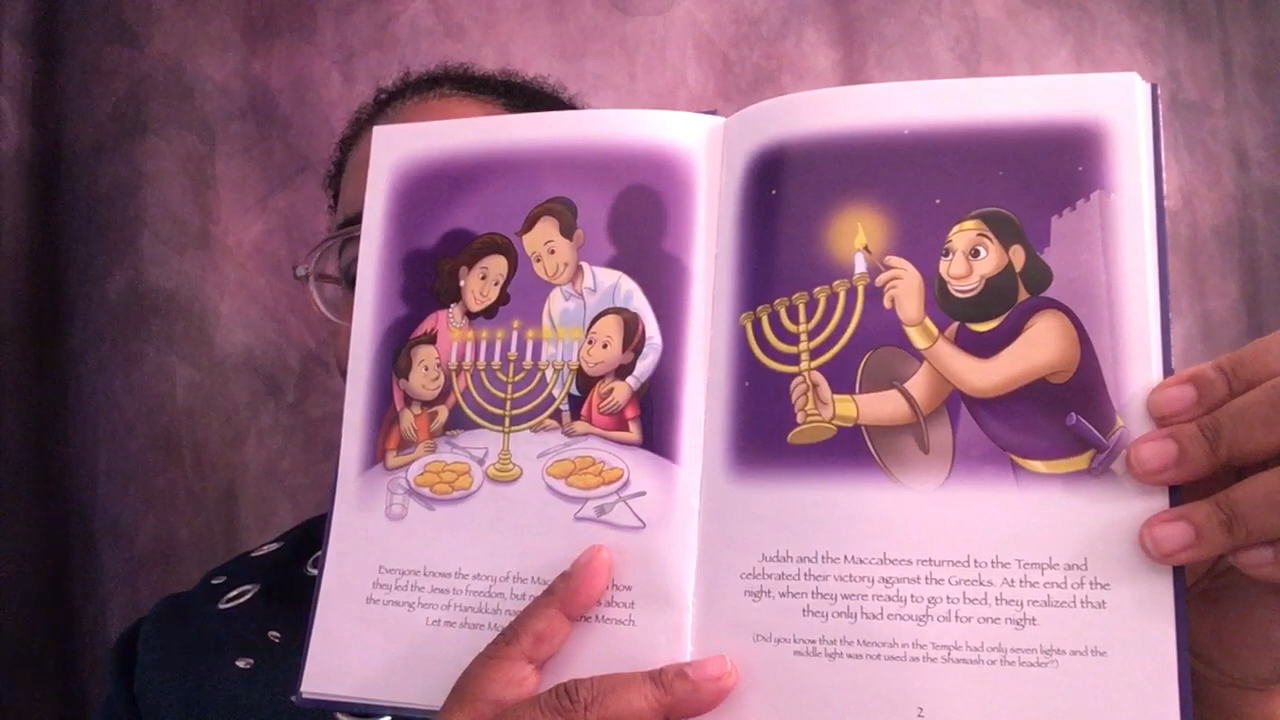 Everyone knows the story of the how
they led the Jews to freedom, but about
the unsung hero of Hanukkah the Mensch.
Let me share
Judah and the Maccabees returned to the Temple and
celebrated their victory against the Greeks. At the end of the
night, when they were ready to go to bed, they realized that
they only had enough oil for one night.
(Did you know that the Menorah in the Temple had only seven lights and the
middle light was not used as the Shamash or the leader?)
2